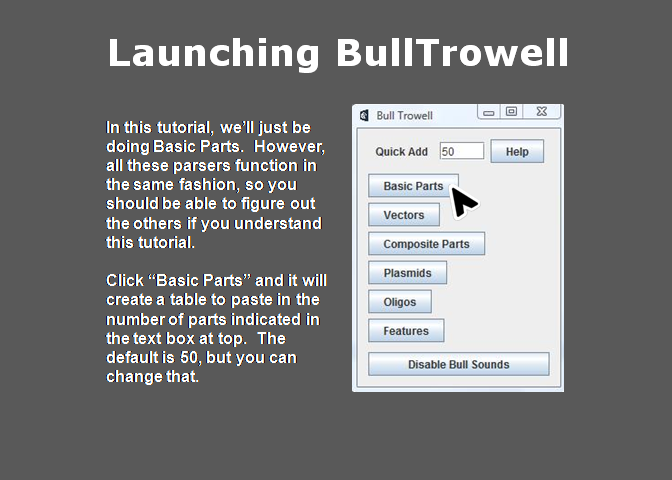 Launching BullTrowell
In this tutorial, we'll just be
doing Basic Parts.  However,
all these parsers function in
the same fashion, so you
should be able to figure out
the others if you understand
this tutorial.
Click “Basic Parts” and it will
create a table to paste in the
number of parts indicated in
the text box at top.  The
default is 50, but you can
change that.
Bull Trowell
Quick Add 50 Help
Basic Parts
Vectors
Composite Parts
Plasmids
Oligos
Features
Disable Bull Sounds